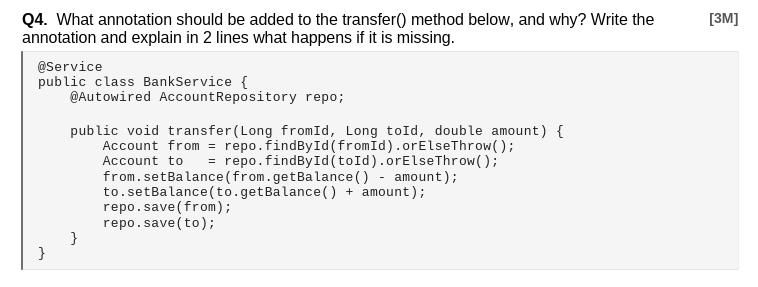 Q4. What annotation should be added to the transfer() method below, and why? Write the [3M]
annotation and explain in 2 lines what happens if it is missing.
@Service
public class BankService {
    @Autowired AccountRepository repo;

    public void transfer(Long fromId, Long toId, double amount) {
        Account from = repo.findById(fromId).orElseThrow();
        Account to   = repo.findById(toId).orElseThrow();
        from.setBalance(from.getBalance() - amount);
        to.setBalance(to.getBalance() + amount);
        repo.save(from);
        repo.save(to);
    }
}